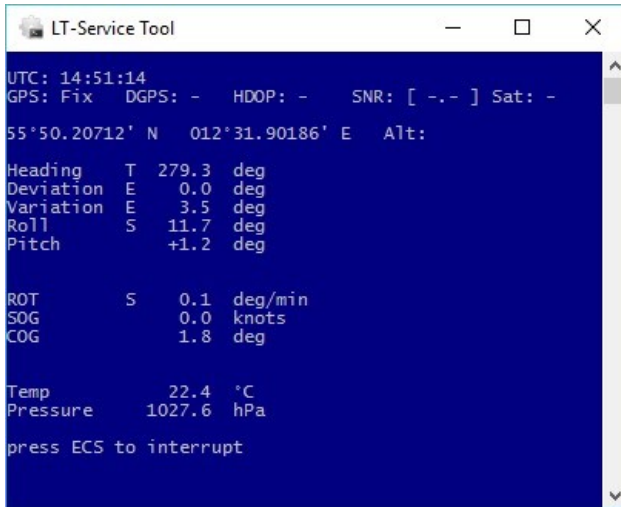 LT-Service Tool
UTC: 14:51:14
GPS: Fix   DGPS: -   HDOP: -    SNR: [ -.- ] Sat: -
55°50.20712' N   012°31.90186' E   Alt:
Heading    T  279.3  deg
Deviation  E    0.0  deg
Variation  E    3.5  deg
Roll       S   11.7  deg
Pitch          +1.2  deg
ROT        S    0.1  deg/min
SOG             0.0  knots
COG             1.8  deg
Temp           22.4  °C
Pressure     1027.6  hPa
press ECS to interrupt